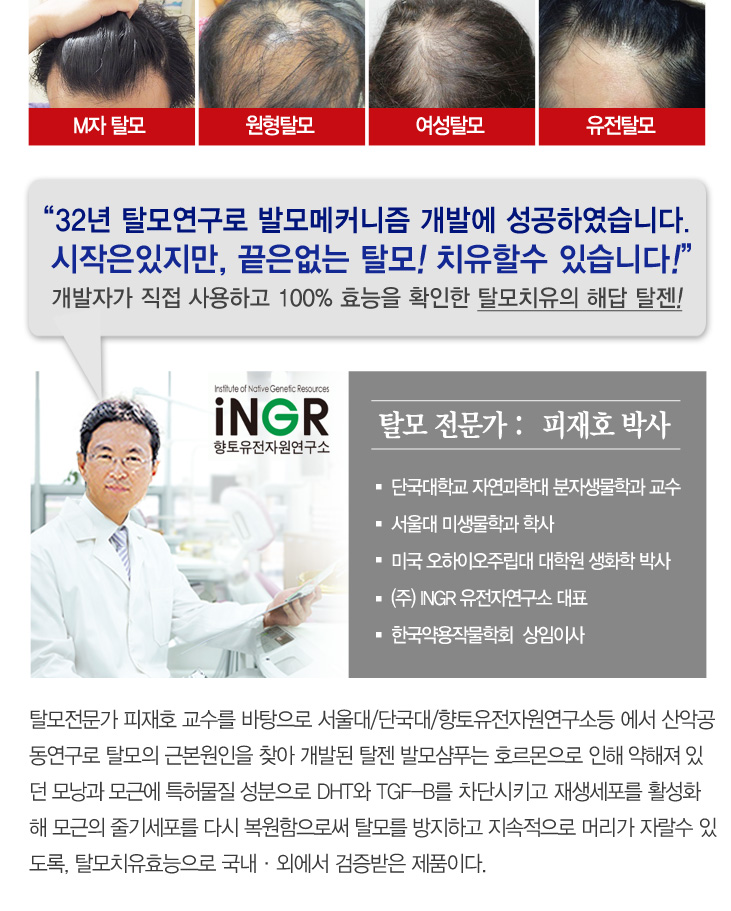 M자 탈모
원형탈모
여성탈모
유전탈모
“32년 탈모연구로 발모메커니즘 개발에 성공하였습니다.
시작은있지만, 끝은없는 탈모! 치유할수 있습니다!”
개발자가 직접 사용하고 100% 효능을 확인한 탈모치유의 해답 탈젠!
Institute of Native Genetic Resources
iNGR
향토유전자원연구소
탈모 전문가 : 피재호 박사
▪ 단국대학교 자연과학대 분자생물학과 교수
▪ 서울대 미생물학과 학사
▪ 미국 오하이오주립대 대학원 생화학 박사
▪ (주) INGR 유전자연구소 대표
▪ 한국약용작물학회 상임이사
탈모전문가 피재호 교수를 바탕으로 서울대/단국대/향토유전자원연구소등 에서 산악공
동연구로 탈모의 근본원인을 찾아 개발된 탈젠 발모샴푸는 호르몬으로 인해 약해져 있
던 모낭과 모근에 특허물질 성분으로 DHT와 TGF-B를 차단시키고 재생세포를 활성화
해 모근의 줄기세포를 다시 복원함으로써 탈모를 방지하고 지속적으로 머리가 자랄수 있
도록, 탈모치유효능으로 국내 · 외에서 검증받은 제품이다.